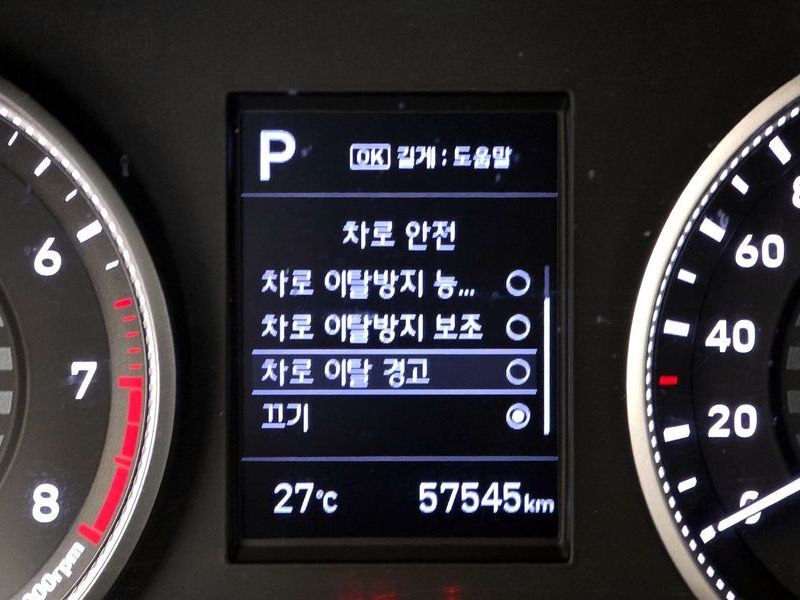 P
OK 길게 : 도움말
차로 안전
차로 이탈방지 능...
차로 이탈방지 보조
차로 이탈 경고
끄기
27°C 57545km
6
7
8
000rpm
60
40
20
0